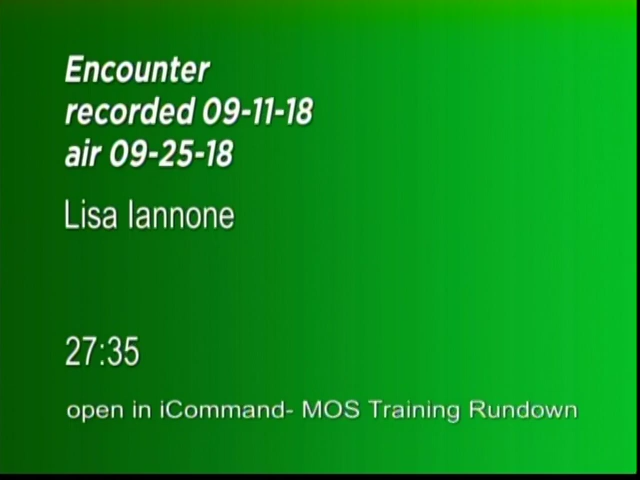 Encounter
recorded 09-11-18
air 09-25-18
Lisa Iannone
27:35
open in iCommand- MOS Training Rundown